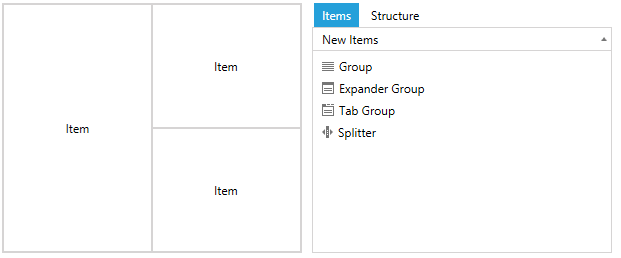 Item
Item
Item
Items Structure
New Items
Group
Expander Group
Tab Group
Splitter